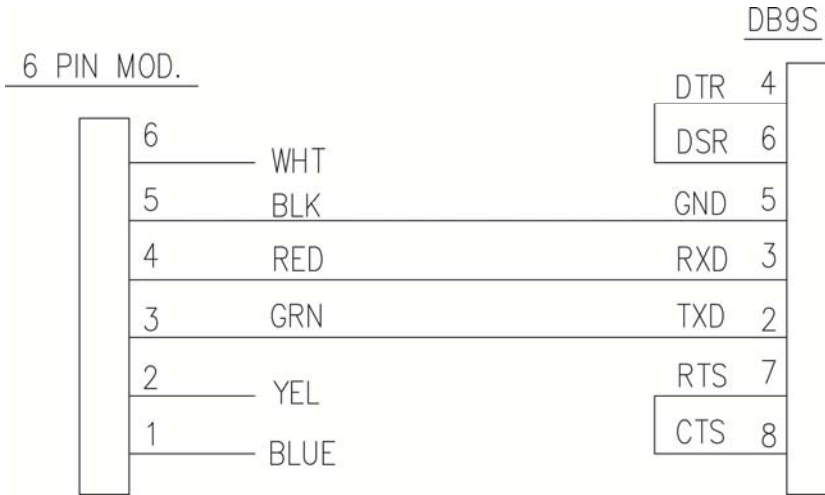 DB9S
6 PIN MOD.
DTR 4
6 WHT DSR 6
5 BLK GND 5
4 RED RXD 3
3 GRN TXD 2
2 YEL RTS 7
1 BLUE CTS 8